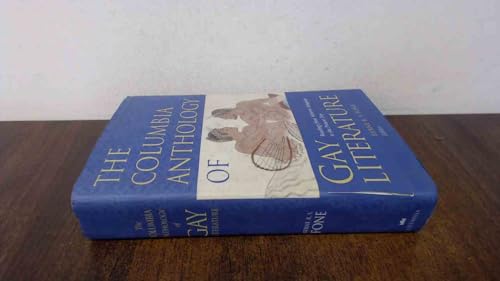 THE
COLUMBIA
ANTHOLOGY
OF
GAY
LITERATURE
The
COLUMBIA
ANTHOLOGY
of
GAY
LITERATURE
FONE